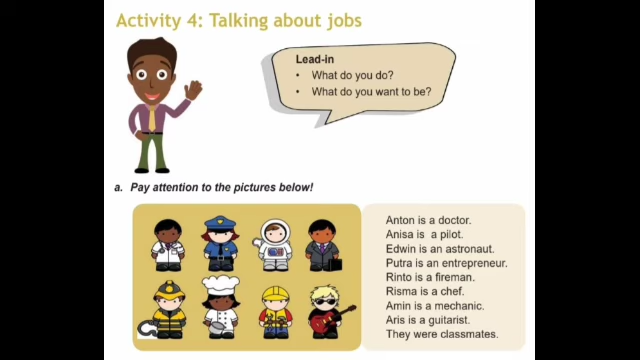 Activity 4: Talking about jobs
Lead-in
• What do you do?
• What do you want to be?
a. Pay attention to the pictures below!
Anton is a doctor.
Anisa is a pilot.
Edwin is an astronaut.
Putra is an entrepreneur.
Rinto is a fireman.
Risma is a chef.
Amin is a mechanic.
Aris is a guitarist.
They were classmates.